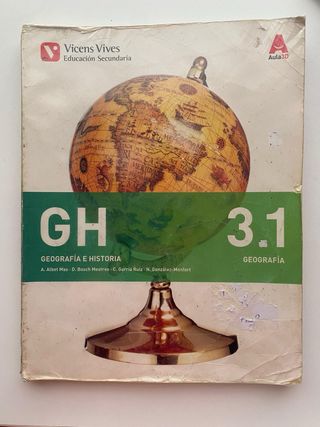 Vicens Vives
Educación Secundaria
Aula3D
GH
3.1
GEOGRAFÍA E HISTORIA
GEOGRAFÍA
A. Albet Mas · D. Bosch Mestres · C. García Ruiz · N. González-Monfort